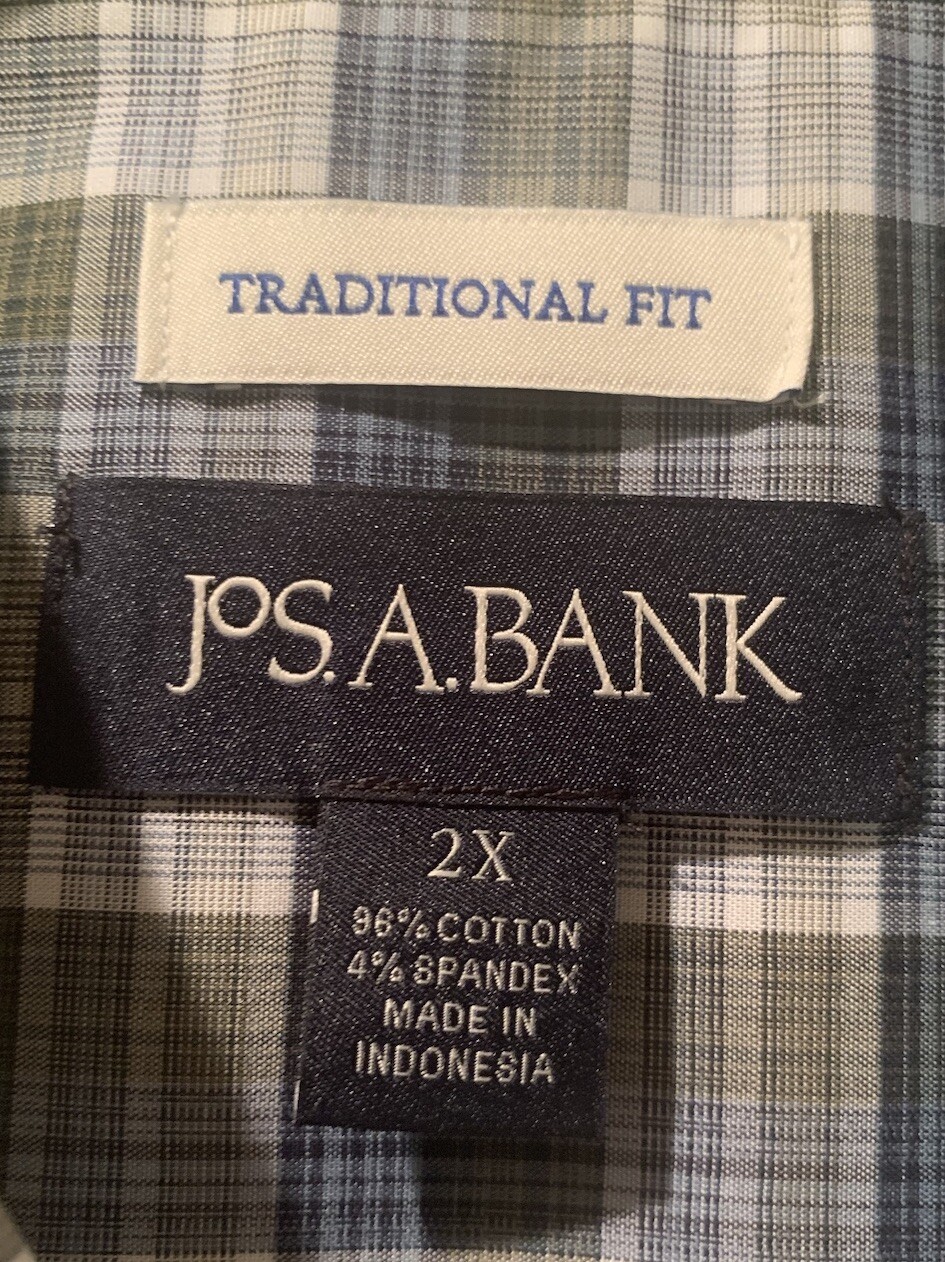 TRADITIONAL FIT
JOS.A.BANK
2X
96% COTTON
4% SPANDEX
MADE IN
INDONESIA